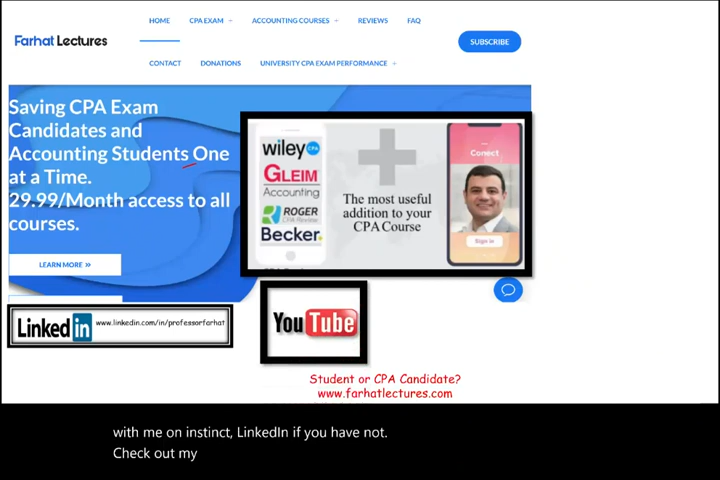 HOME CPA EXAM ACCOUNTING COURSES REVIEWS FAQ
Farhat Lectures
SUBSCRIBE
CONTACT DONATIONS UNIVERSITY CPA EXAM PERFORMANCE
Saving CPA Exam
Candidates and
Accounting Students One
at a Time.
29.99/Month access to all
courses.
LEARN MORE »
wiley CPA
GLEIM
Accounting
ROGER
CPA Review
Becker.
The most useful
addition to your
CPA Course
Conect
Sign in
Linked in www.linkedin.com/in/professorfarhat
YouTube
Student or CPA Candidate?
www.farhatlectures.com
with me on instinct, LinkedIn if you have not.
Check out my